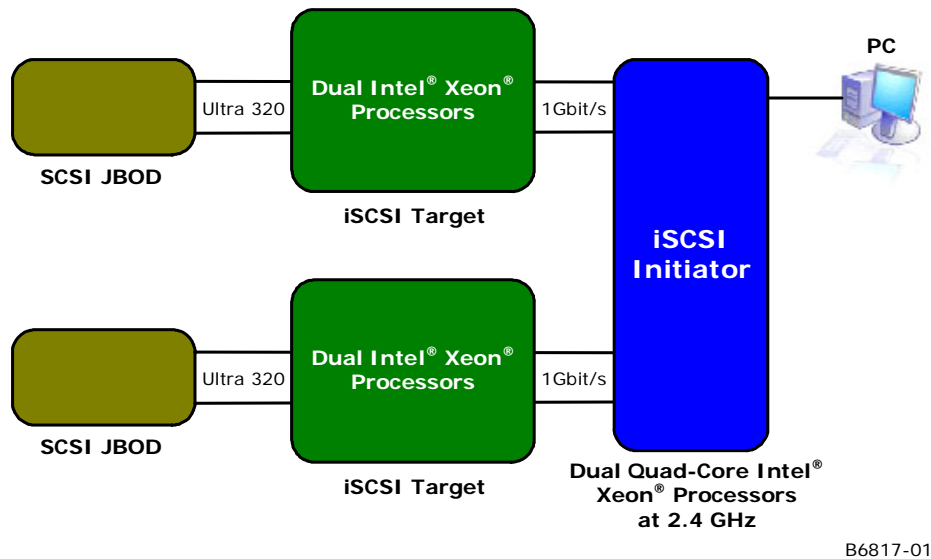 PC
Dual Intel® Xeon®
Processors
Ultra 320
1Gbit/s
SCSI JBOD
iSCSI Target
iSCSI
Initiator
Dual Intel® Xeon®
Processors
Ultra 320
1Gbit/s
SCSI JBOD
iSCSI Target
Dual Quad-Core Intel®
Xeon® Processors
at 2.4 GHz
B6817-01